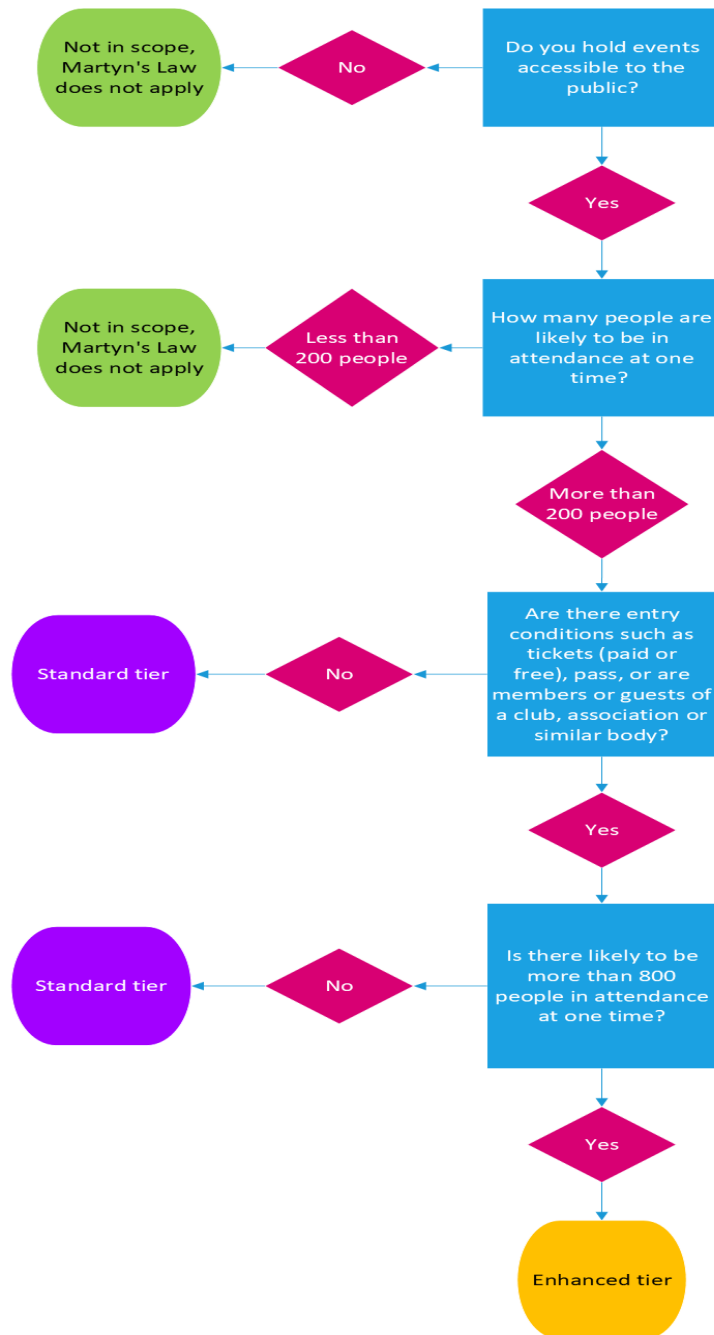 Not in scope,
Martyn's Law
does not apply
No
Do you hold events
accessible to the
public?
Yes
Not in scope,
Martyn's Law
does not apply
Less than
200 people
How many people are
likely to be in
attendance at one
time?
More than
200 people
Standard tier
No
Are there entry
conditions such as
tickets (paid or
free), pass, or are
members or guests of
a club, association or
similar body?
Yes
Standard tier
No
Is there likely to be
more than 800
people in attendance
at one time?
Yes
Enhanced tier